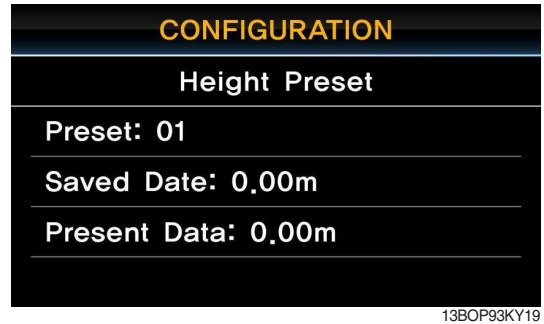 CONFIGURATION
Height Preset
Preset: 01
Saved Date: 0.00m
Present Data: 0.00m
13BOP93KY19